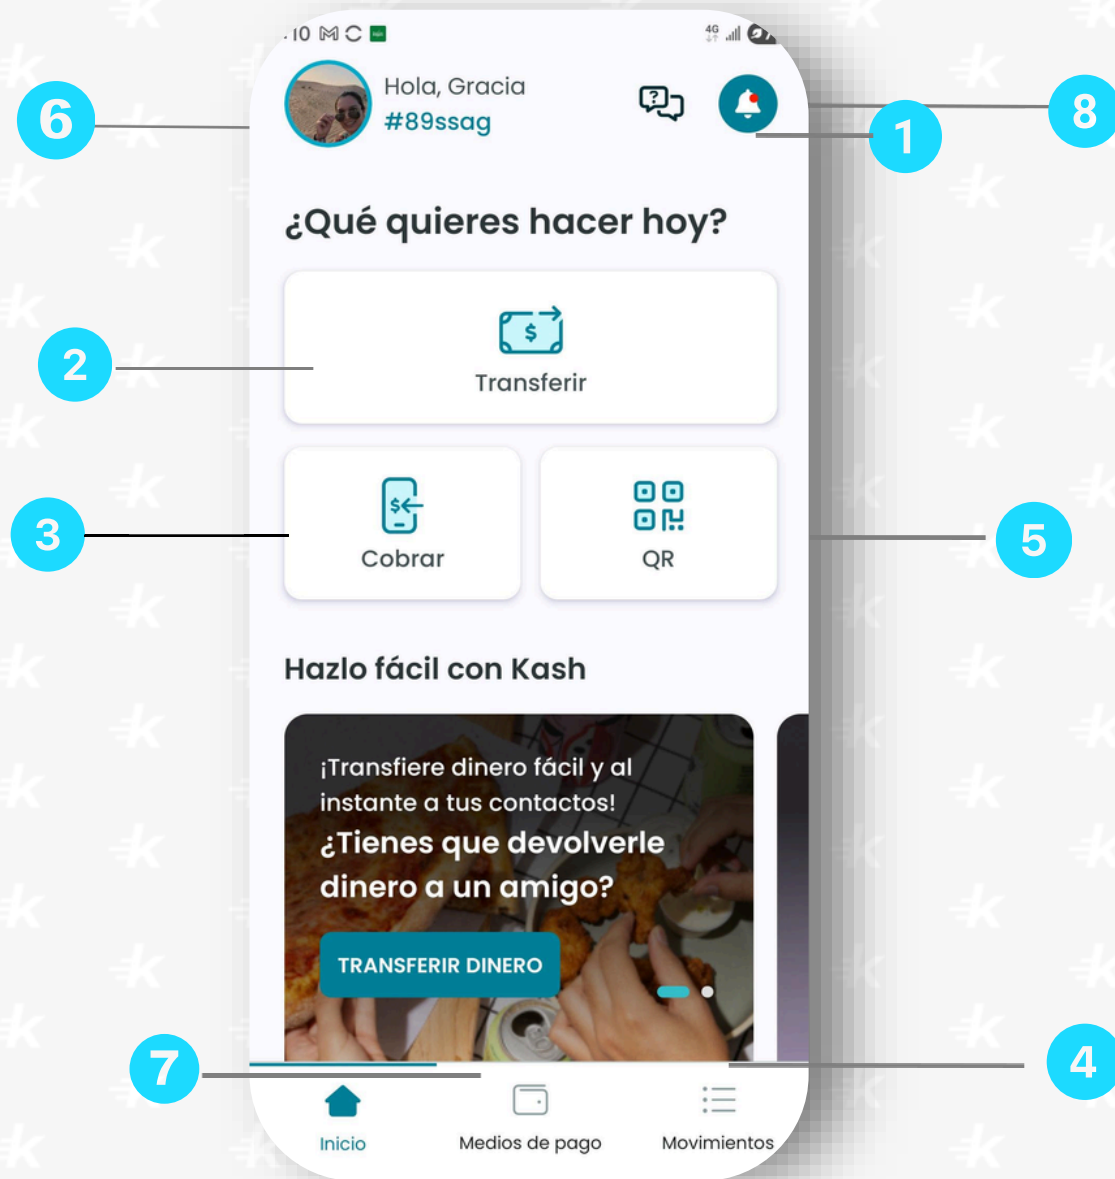 :10
4G
Hola, Gracia
#89ssag
6
8
1
¿Qué quieres hacer hoy?
2
Transferir
3
Cobrar
QR
5
Hazlo fácil con Kash
¡Transfiere dinero fácil y al
instante a tus contactos!
¿Tienes que devolverle
dinero a un amigo?
TRANSFERIR DINERO
7
4
Inicio
Medios de pago
Movimientos